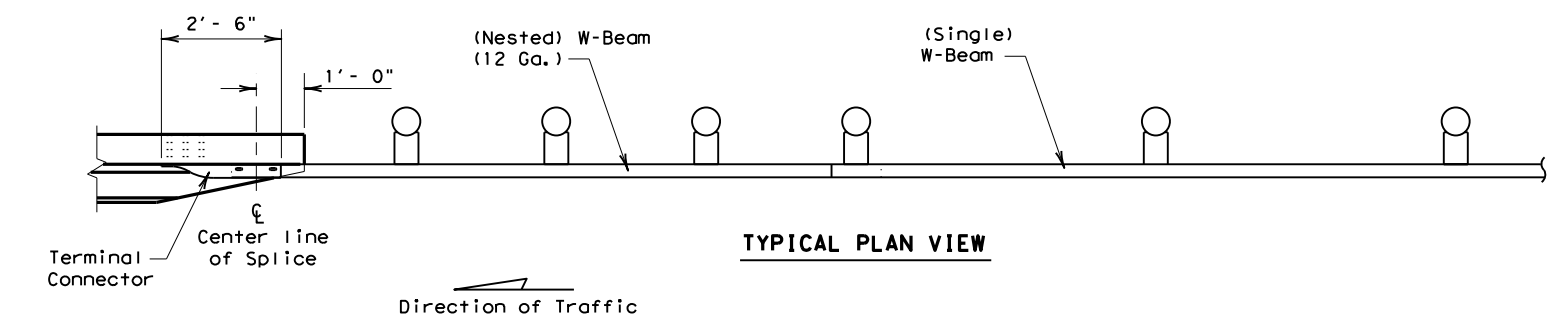 2'- 6"
1'- 0"
(Nested) W-Beam
(12 Ga.)
(Single)
W-Beam
℄
Center line
of Splice
Terminal
Connector
TYPICAL PLAN VIEW
Direction of Traffic